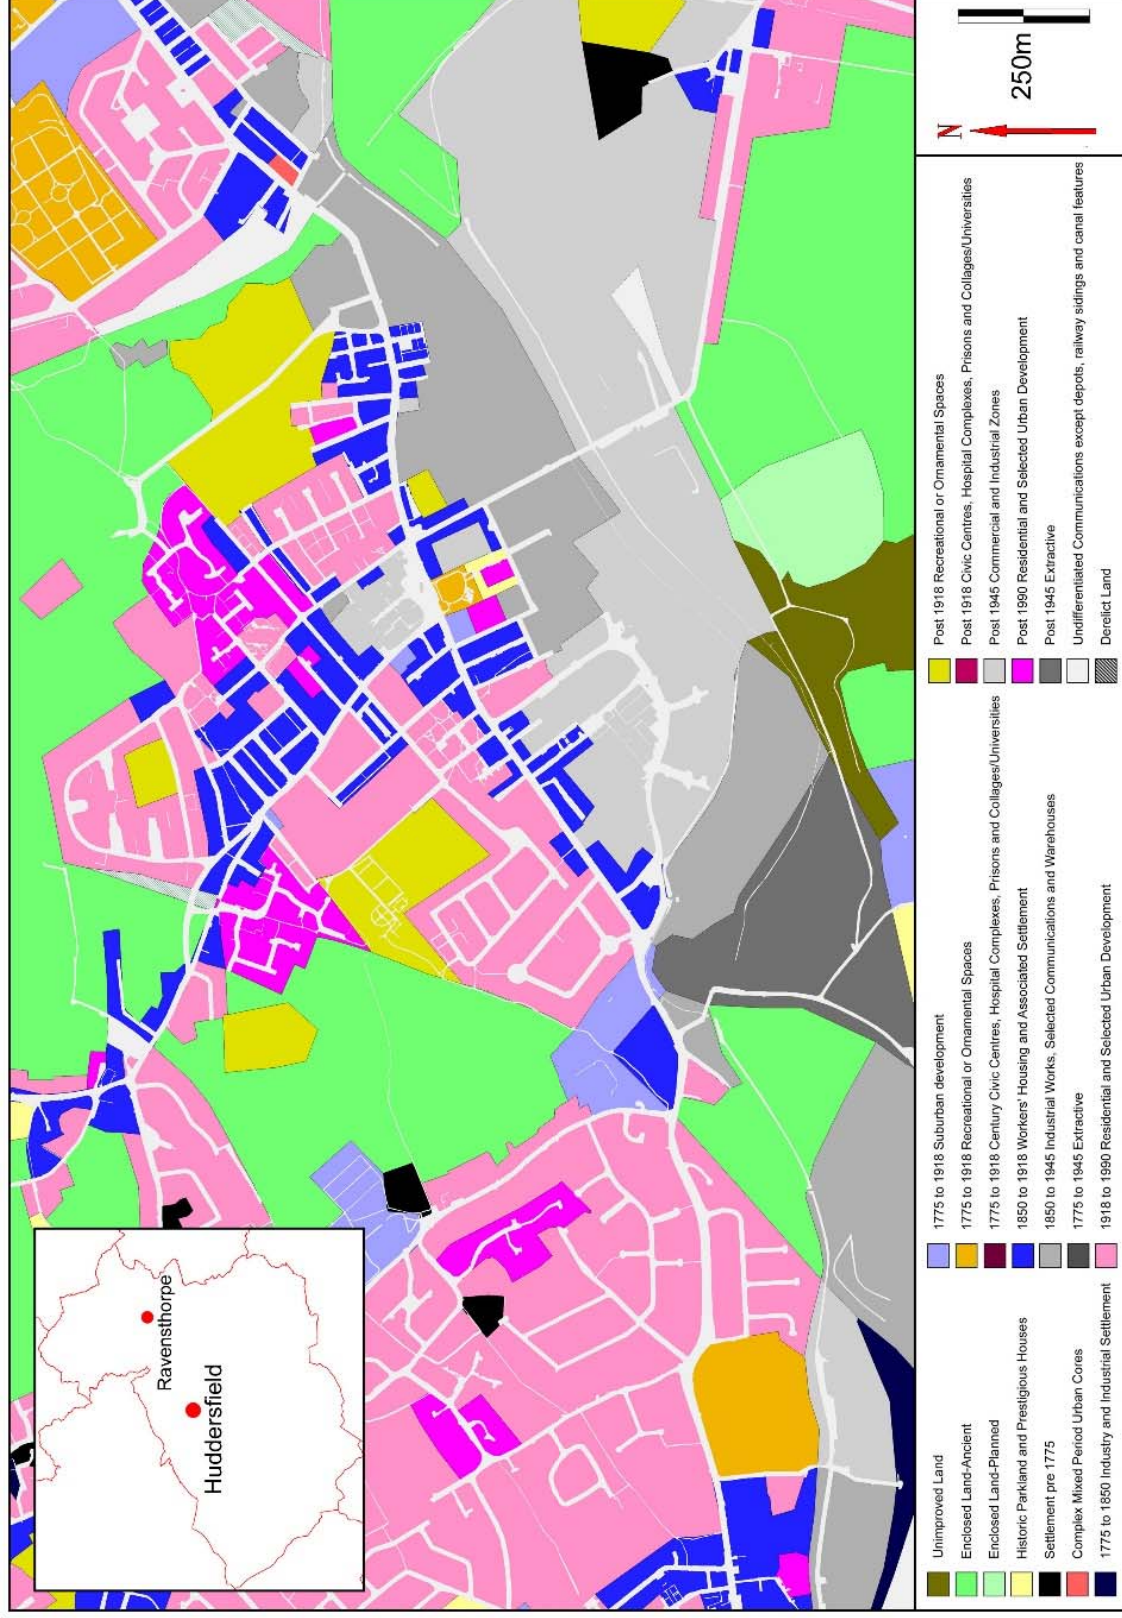 Ravensthorpe
Huddersfield
Unimproved Land
Enclosed Land-Ancient
Enclosed Land-Planned
Historic Parkland and Prestigious Houses
Settlement pre 1775
Complex Mixed Period Urban Cores
1775 to 1850 Industry and Industrial Settlement
1775 to 1918 Suburban development
1775 to 1918 Recreational or Ornamental Spaces
1775 to 1918 Century Civic Centres, Hospital Complexes, Prisons and Collages/Universities
1850 to 1918 Workers' Housing and Associated Settlement
1850 to 1945 Industrial Works, Selected Communications and Warehouses
1775 to 1945 Extractive
1918 to 1990 Residential and Selected Urban Development
Post 1918 Recreational or Ornamental Spaces
Post 1918 Civic Centres, Hospital Complexes, Prisons and Collages/Universities
Post 1945 Commercial and Industrial Zones
Post 1990 Residential and Selected Urban Development
Post 1945 Extractive
Undifferentiated Communications except depots, railway sidings and canal features
Derelict Land
N
250m